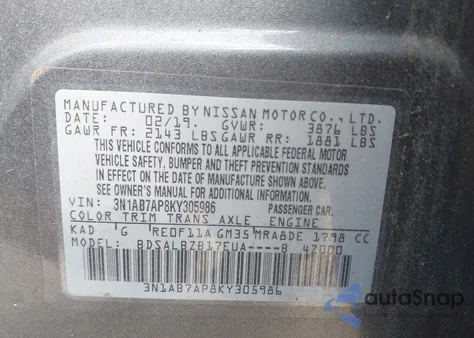 MANUFACTURED BY NISSAN MOTOR CO., LTD.
DATE: 02/19. GVWR: 3876 LBS
GAWR FR: 2143 LBS GAWR RR: 1881 LBS
THIS VEHICLE CONFORMS TO ALL APPLICABLE FEDERAL MOTOR
VEHICLE SAFETY, BUMPER AND THEFT PREVENTION STANDARDS
IN EFFECT ON THE DATE OF MANUFACTURE SHOWN ABOVE.
SEE OWNER'S MANUAL FOR ADDITIONAL INFORMATION.
VIN: 3N1AB7AP8KY305986 PASSENGER CAR.
COLOR TRIM TRANS AXLE ENGINE
KAD G RE0F11A GM35 MRA8DE 1798 CC
MODEL: BDSALBZB17EUA----B 47000
3N1AB7AP8KY305986
autoSnap